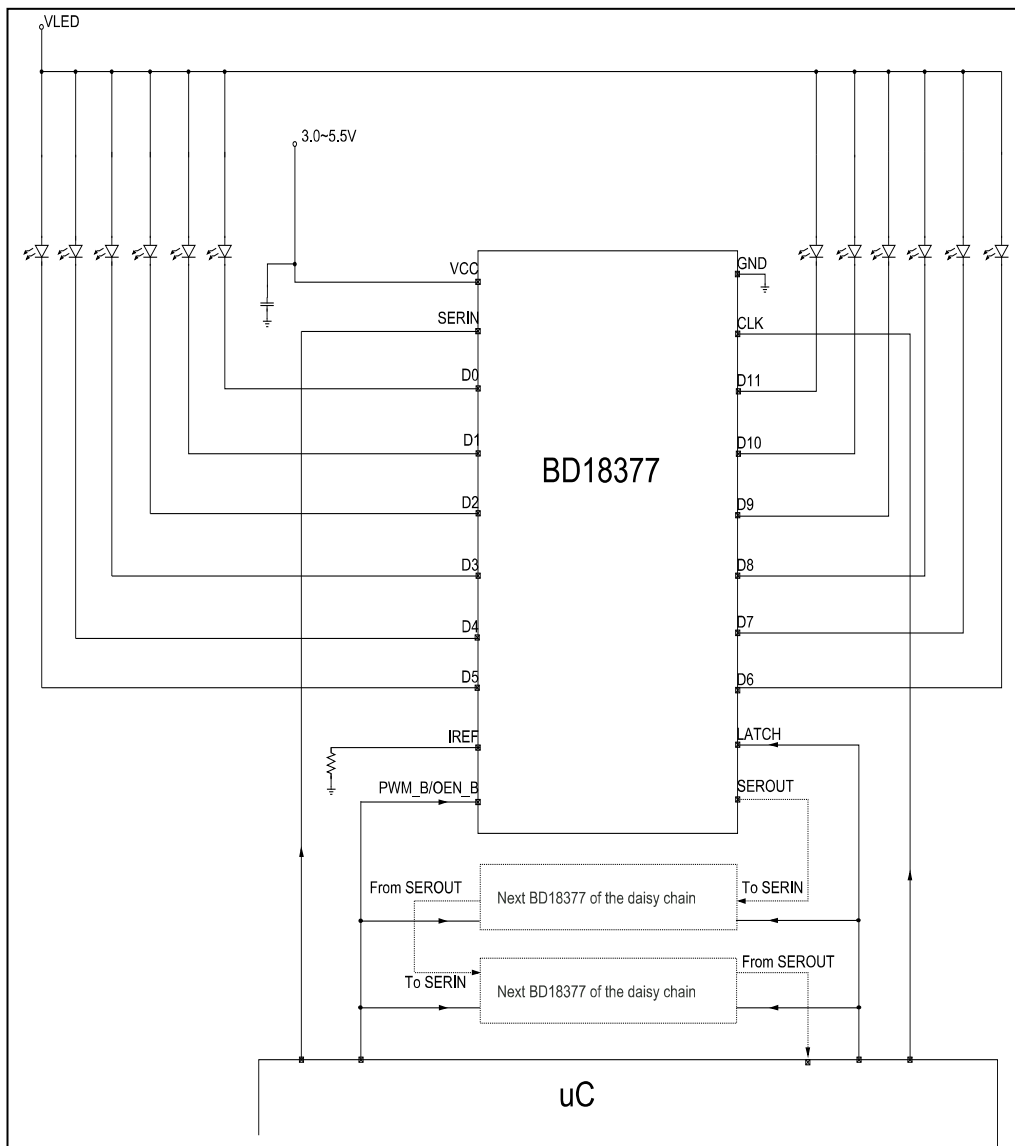 VLED
3.0~5.5V
VCC
GND
SERIN
CLK
D0
D11
D1
D10
BD18377
D2
D9
D3
D8
D4
D7
D5
D6
IREF
LATCH
PWM_B/OEN_B
SEROUT
From SEROUT
Next BD18377 of the daisy chain
To SERIN
To SERIN
Next BD18377 of the daisy chain
From SEROUT
uC